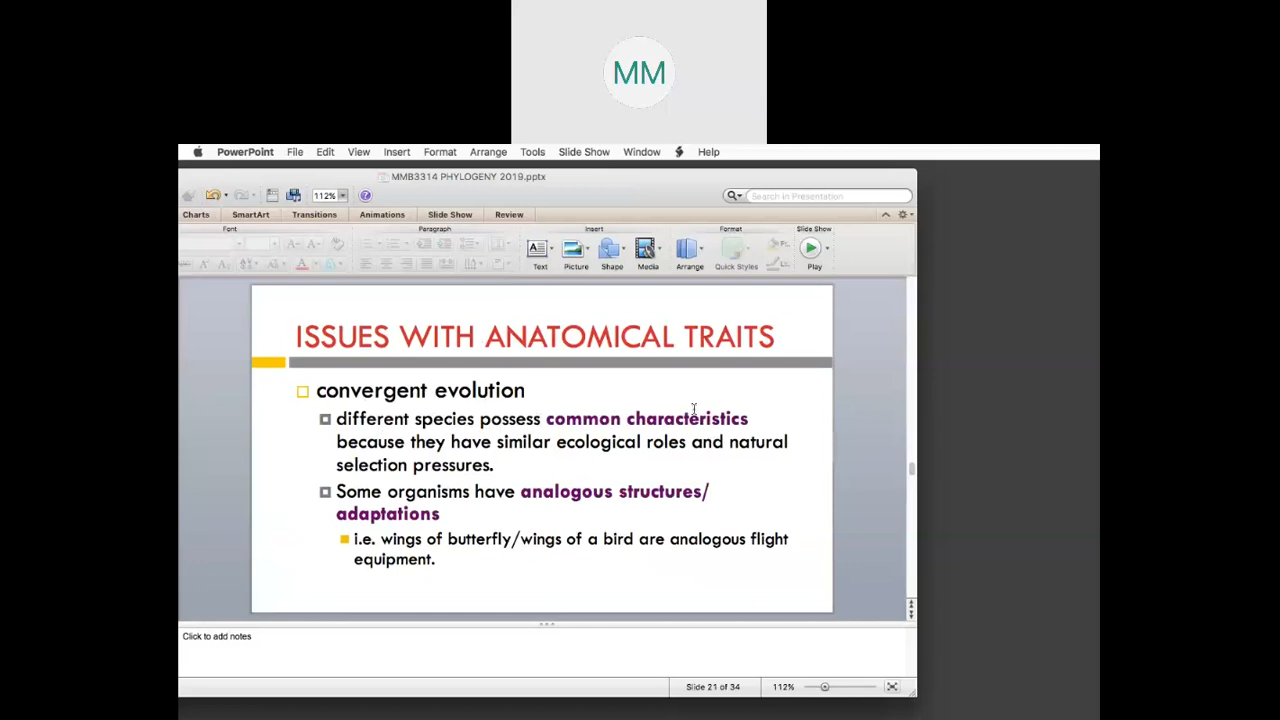 MM
PowerPoint File Edit View Insert Format Arrange Tools Slide Show Window Help
MMB3314 PHYLOGENY 2019.pptx
112% Search in Presentation
Charts SmartArt Transitions Animations Slide Show Review
Font Paragraph Insert Format Slide Show
Text Picture Shape Media Arrange Quick Styles Play
ISSUES WITH ANATOMICAL TRAITS
convergent evolution
different species possess common characteristics
because they have similar ecological roles and natural
selection pressures.
Some organisms have analogous structures/
adaptations
i.e. wings of butterfly/wings of a bird are analogous flight
equipment.
Click to add notes
Slide 21 of 34 112%